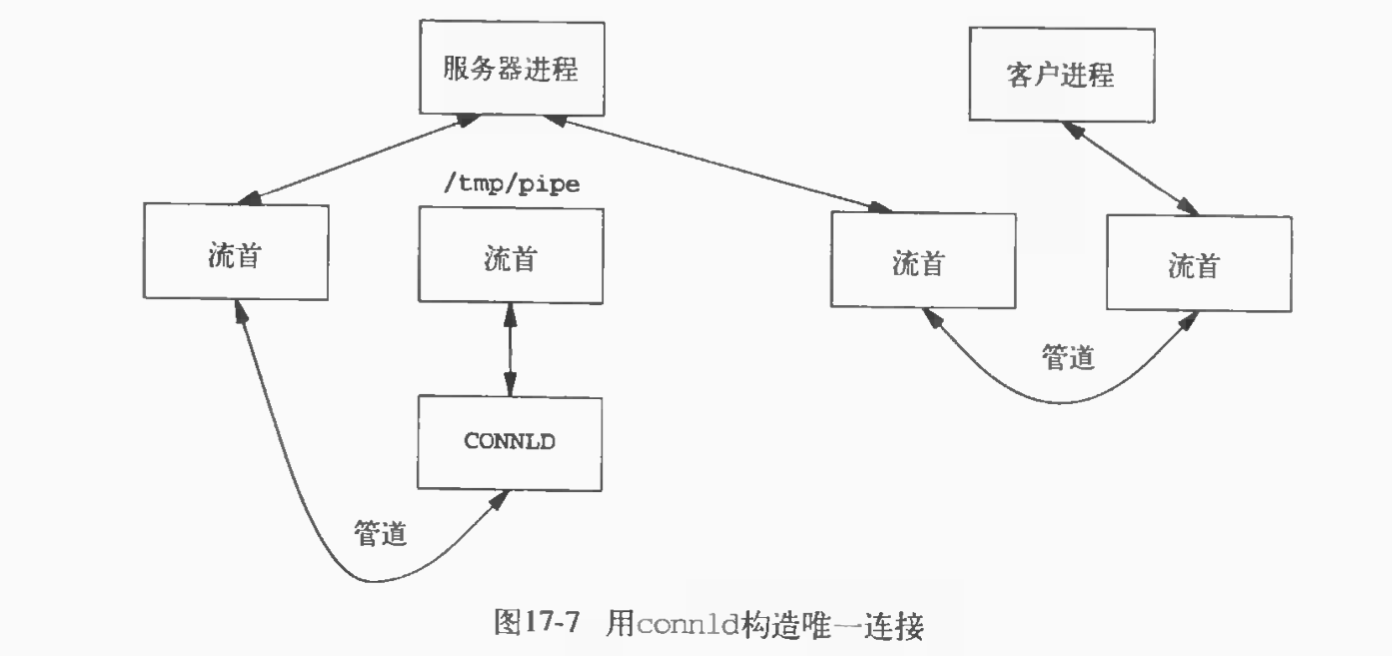 服务器进程
客户进程
/tmp/pipe
流首
流首
流首
流首
管道
CONNLD
管道
图17-7 用connld构造唯一连接